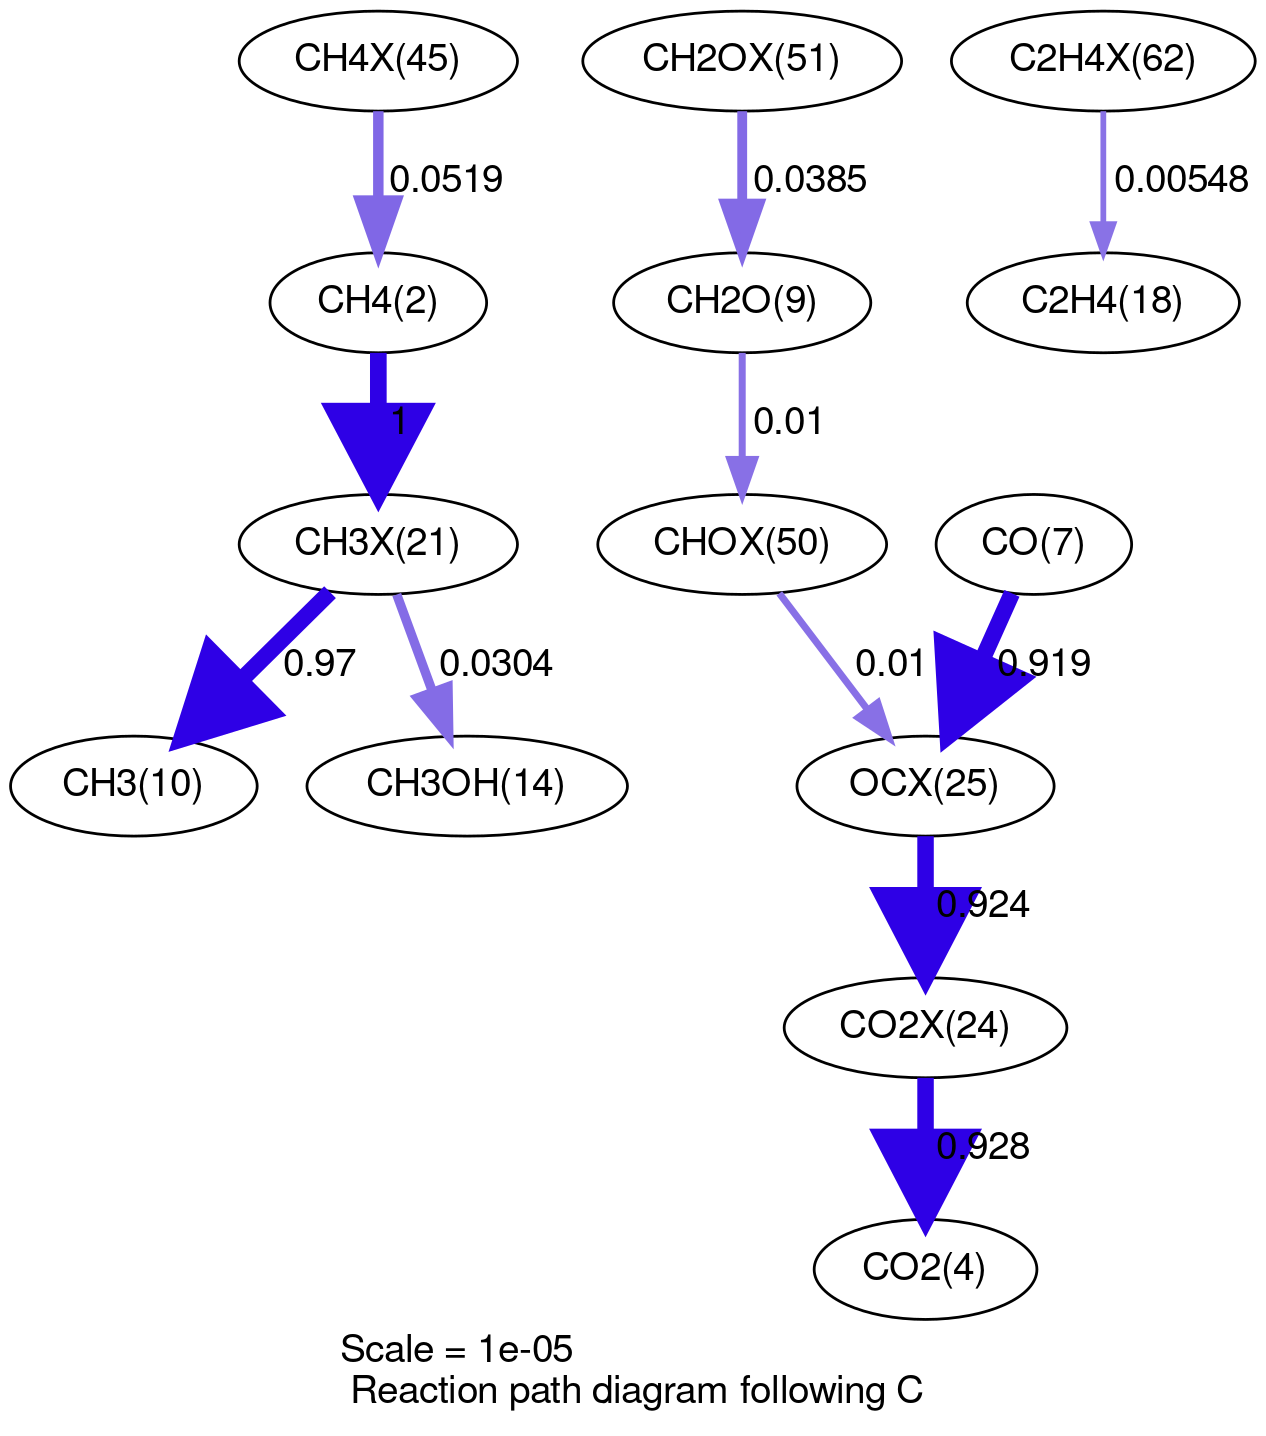 CH4X(45)
CH2OX(51)
C2H4X(62)
0.0519
0.0385
0.00548
CH4(2)
CH2O(9)
C2H4(18)
1
0.01
CH3X(21)
CHOX(50)
CO(7)
0.97
0.0304
0.01
0.919
CH3(10)
CH3OH(14)
OCX(25)
0.924
CO2X(24)
0.928
CO2(4)
Scale = 1e-05
Reaction path diagram following C